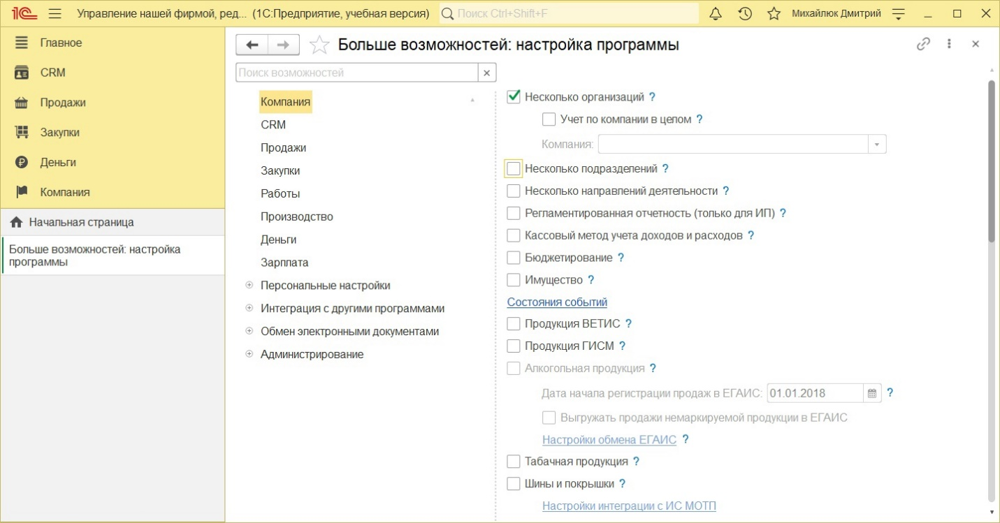 1С Управление нашей фирмой, ред... (1С:Предприятие, учебная версия) Поиск Ctrl+Shift+F Михайлюк Дмитрий
Главное
CRM
Продажи
Закупки
Деньги
Компания
Начальная страница
Больше возможностей: настройка
программы
Больше возможностей: настройка программы
Поиск возможностей
Компания
CRM
Продажи
Закупки
Работы
Производство
Деньги
Зарплата
Персональные настройки
Интеграция с другими программами
Обмен электронными документами
Администрирование
Несколько организаций ?
Учет по компании в целом ?
Компания:
Несколько подразделений ?
Несколько направлений деятельности ?
Регламентированная отчетность (только для ИП) ?
Кассовый метод учета доходов и расходов ?
Бюджетирование ?
Имущество ?
Состояния событий
Продукция ВЕТИС ?
Продукция ГИСМ ?
Алкогольная продукция ?
Дата начала регистрации продаж в ЕГАИС: 01.01.2018 ?
Выгружать продажи немаркируемой продукции в ЕГАИС
Настройки обмена ЕГАИС ?
Табачная продукция ?
Шины и покрышки ?
Настройки интеграции с ИС МОТП